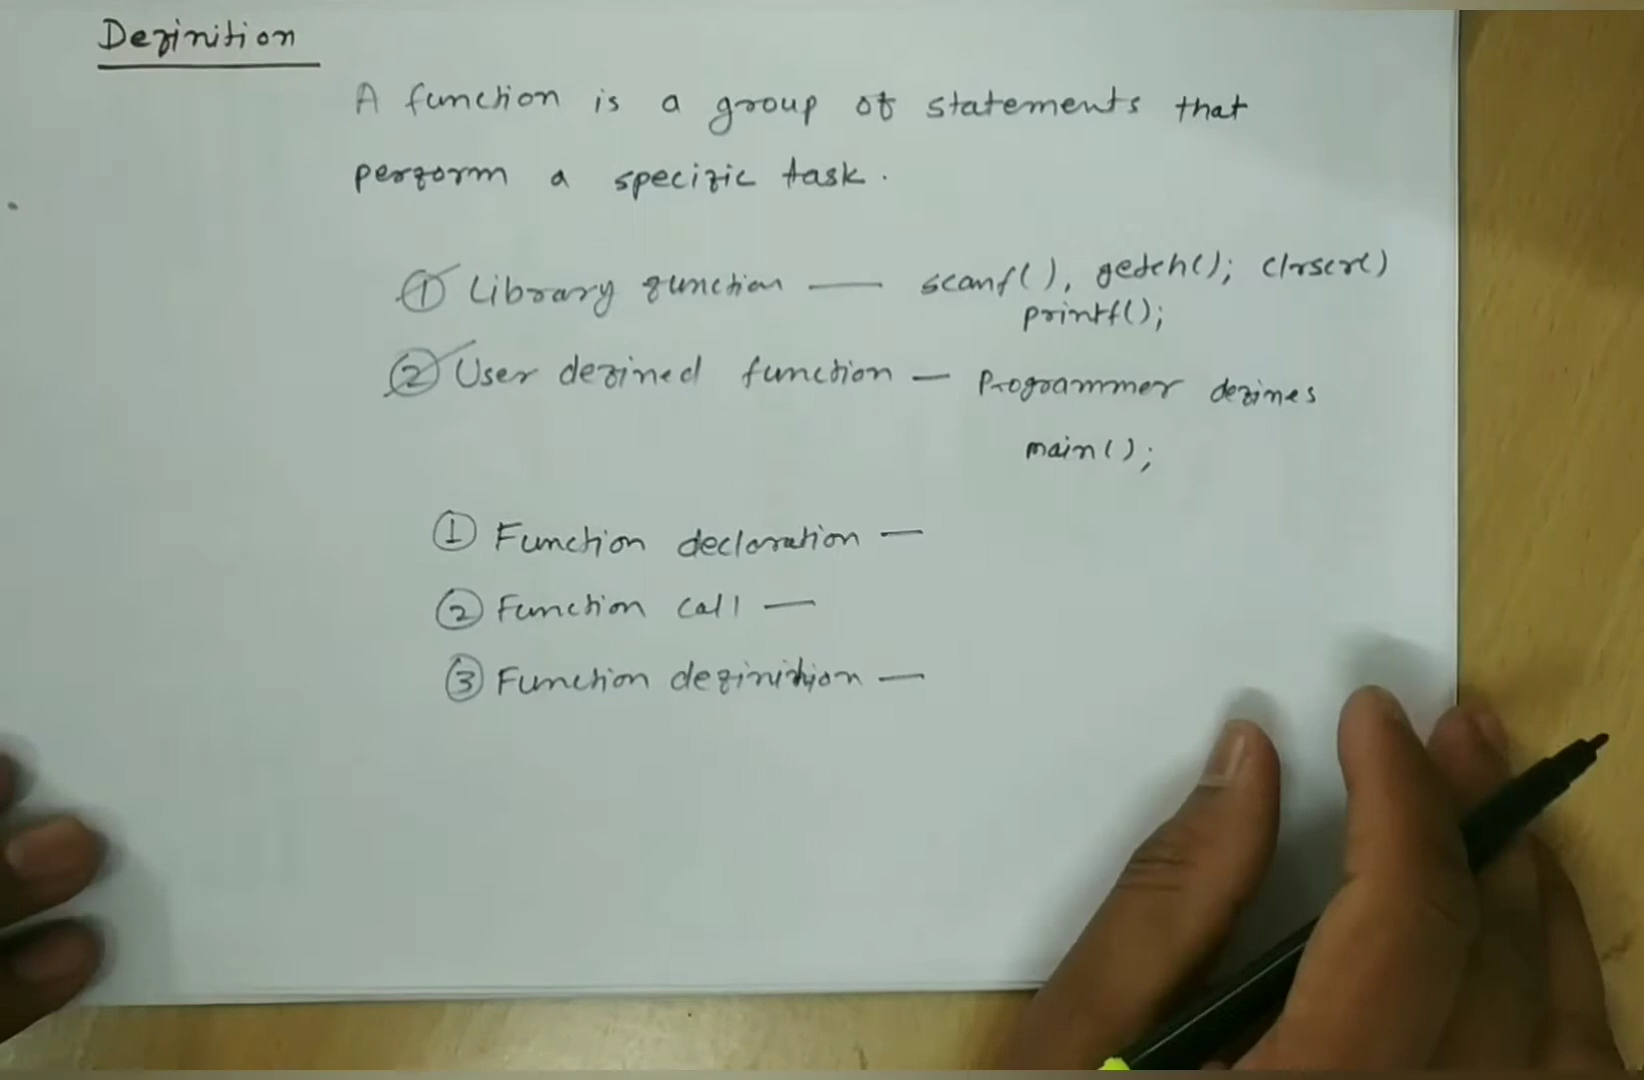 Definition
A function is a group of statements that
perform a specific task.
① Library function — scanf(), getch(); clrscr()
printf();
② User defined function — Programmer defines
main();
① Function declaration —
② Function call —
③ Function definition —